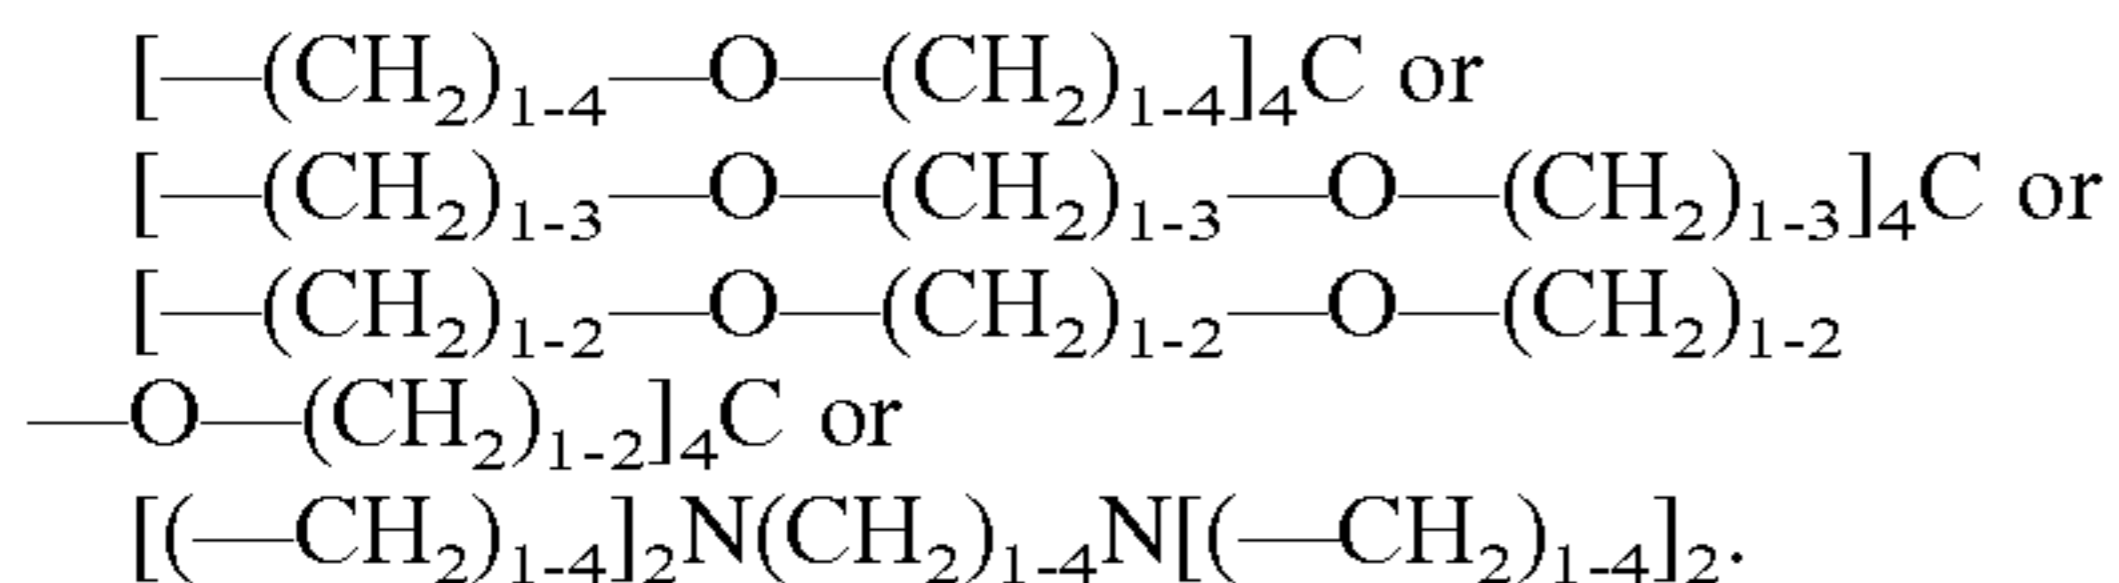 [—(CH₂)₁₋₄—O—(CH₂)₁₋₄]₄C or
[—(CH₂)₁₋₃—O—(CH₂)₁₋₃—O—(CH₂)₁₋₃]₄C or
[—(CH₂)₁₋₂—O—(CH₂)₁₋₂—O—(CH₂)₁₋₂
—O—(CH₂)₁₋₂]₄C or
[(—CH₂)₁₋₄]₂N(CH₂)₁₋₄N[(—CH₂)₁₋₄]₂.